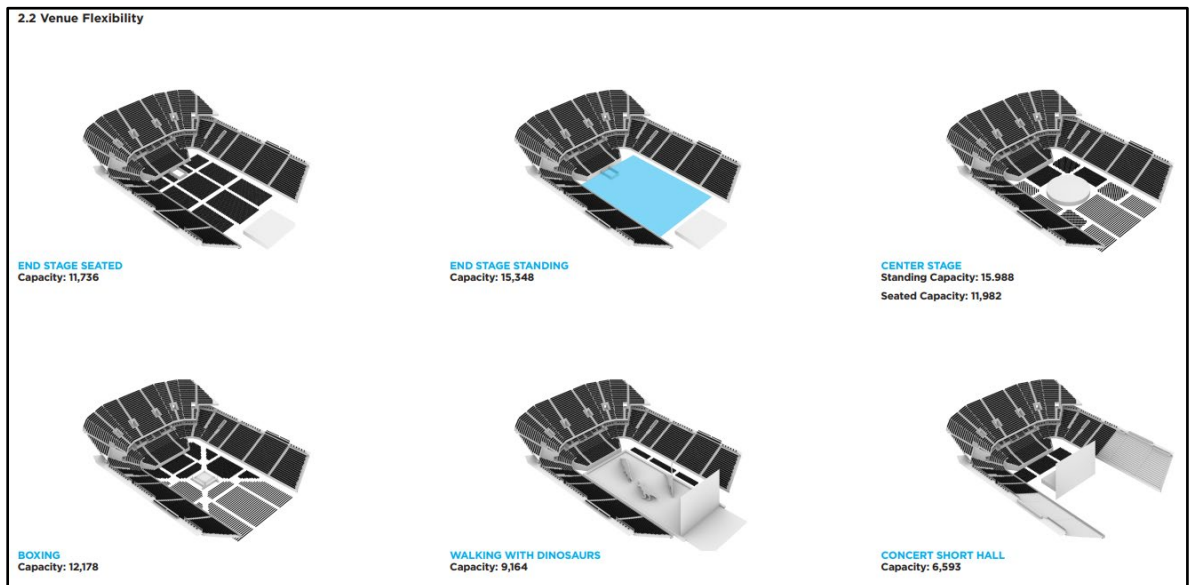 2.2 Venue Flexibility
END STAGE SEATED
Capacity: 11,736
END STAGE STANDING
Capacity: 15,348
CENTER STAGE
Standing Capacity: 15.988
Seated Capacity: 11,982
BOXING
Capacity: 12,178
WALKING WITH DINOSAURS
Capacity: 9,164
CONCERT SHORT HALL
Capacity: 6,593